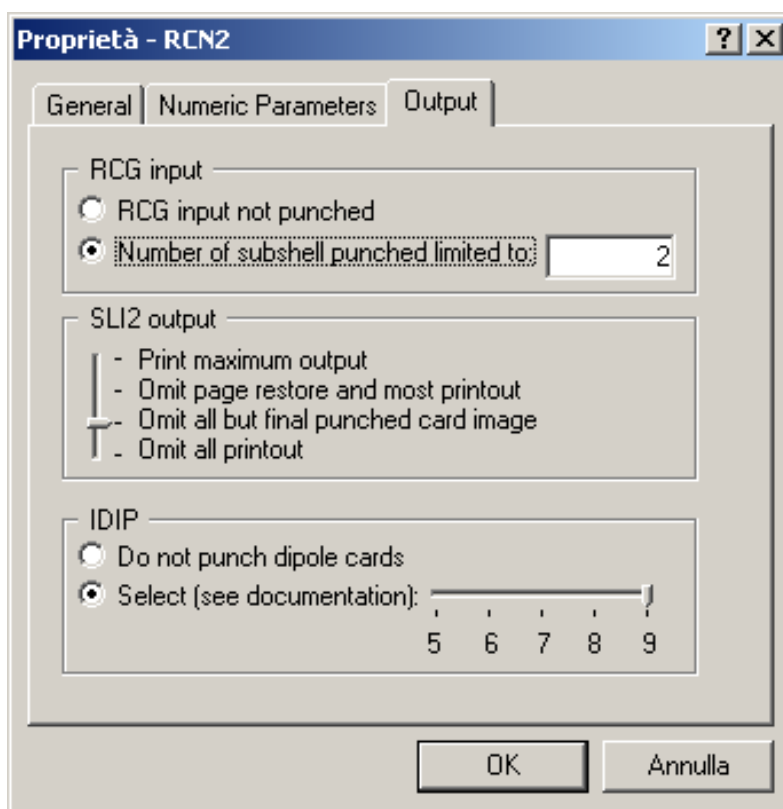 Proprietà - RCN2
General Numeric Parameters Output
RCG input
RCG input not punched
Number of subshell punched limited to: 2
SLI2 output
- Print maximum output
- Omit page restore and most printout
- Omit all but final punched card image
- Omit all printout
IDIP
Do not punch dipole cards
Select (see documentation):
5 6 7 8 9
OK Annulla